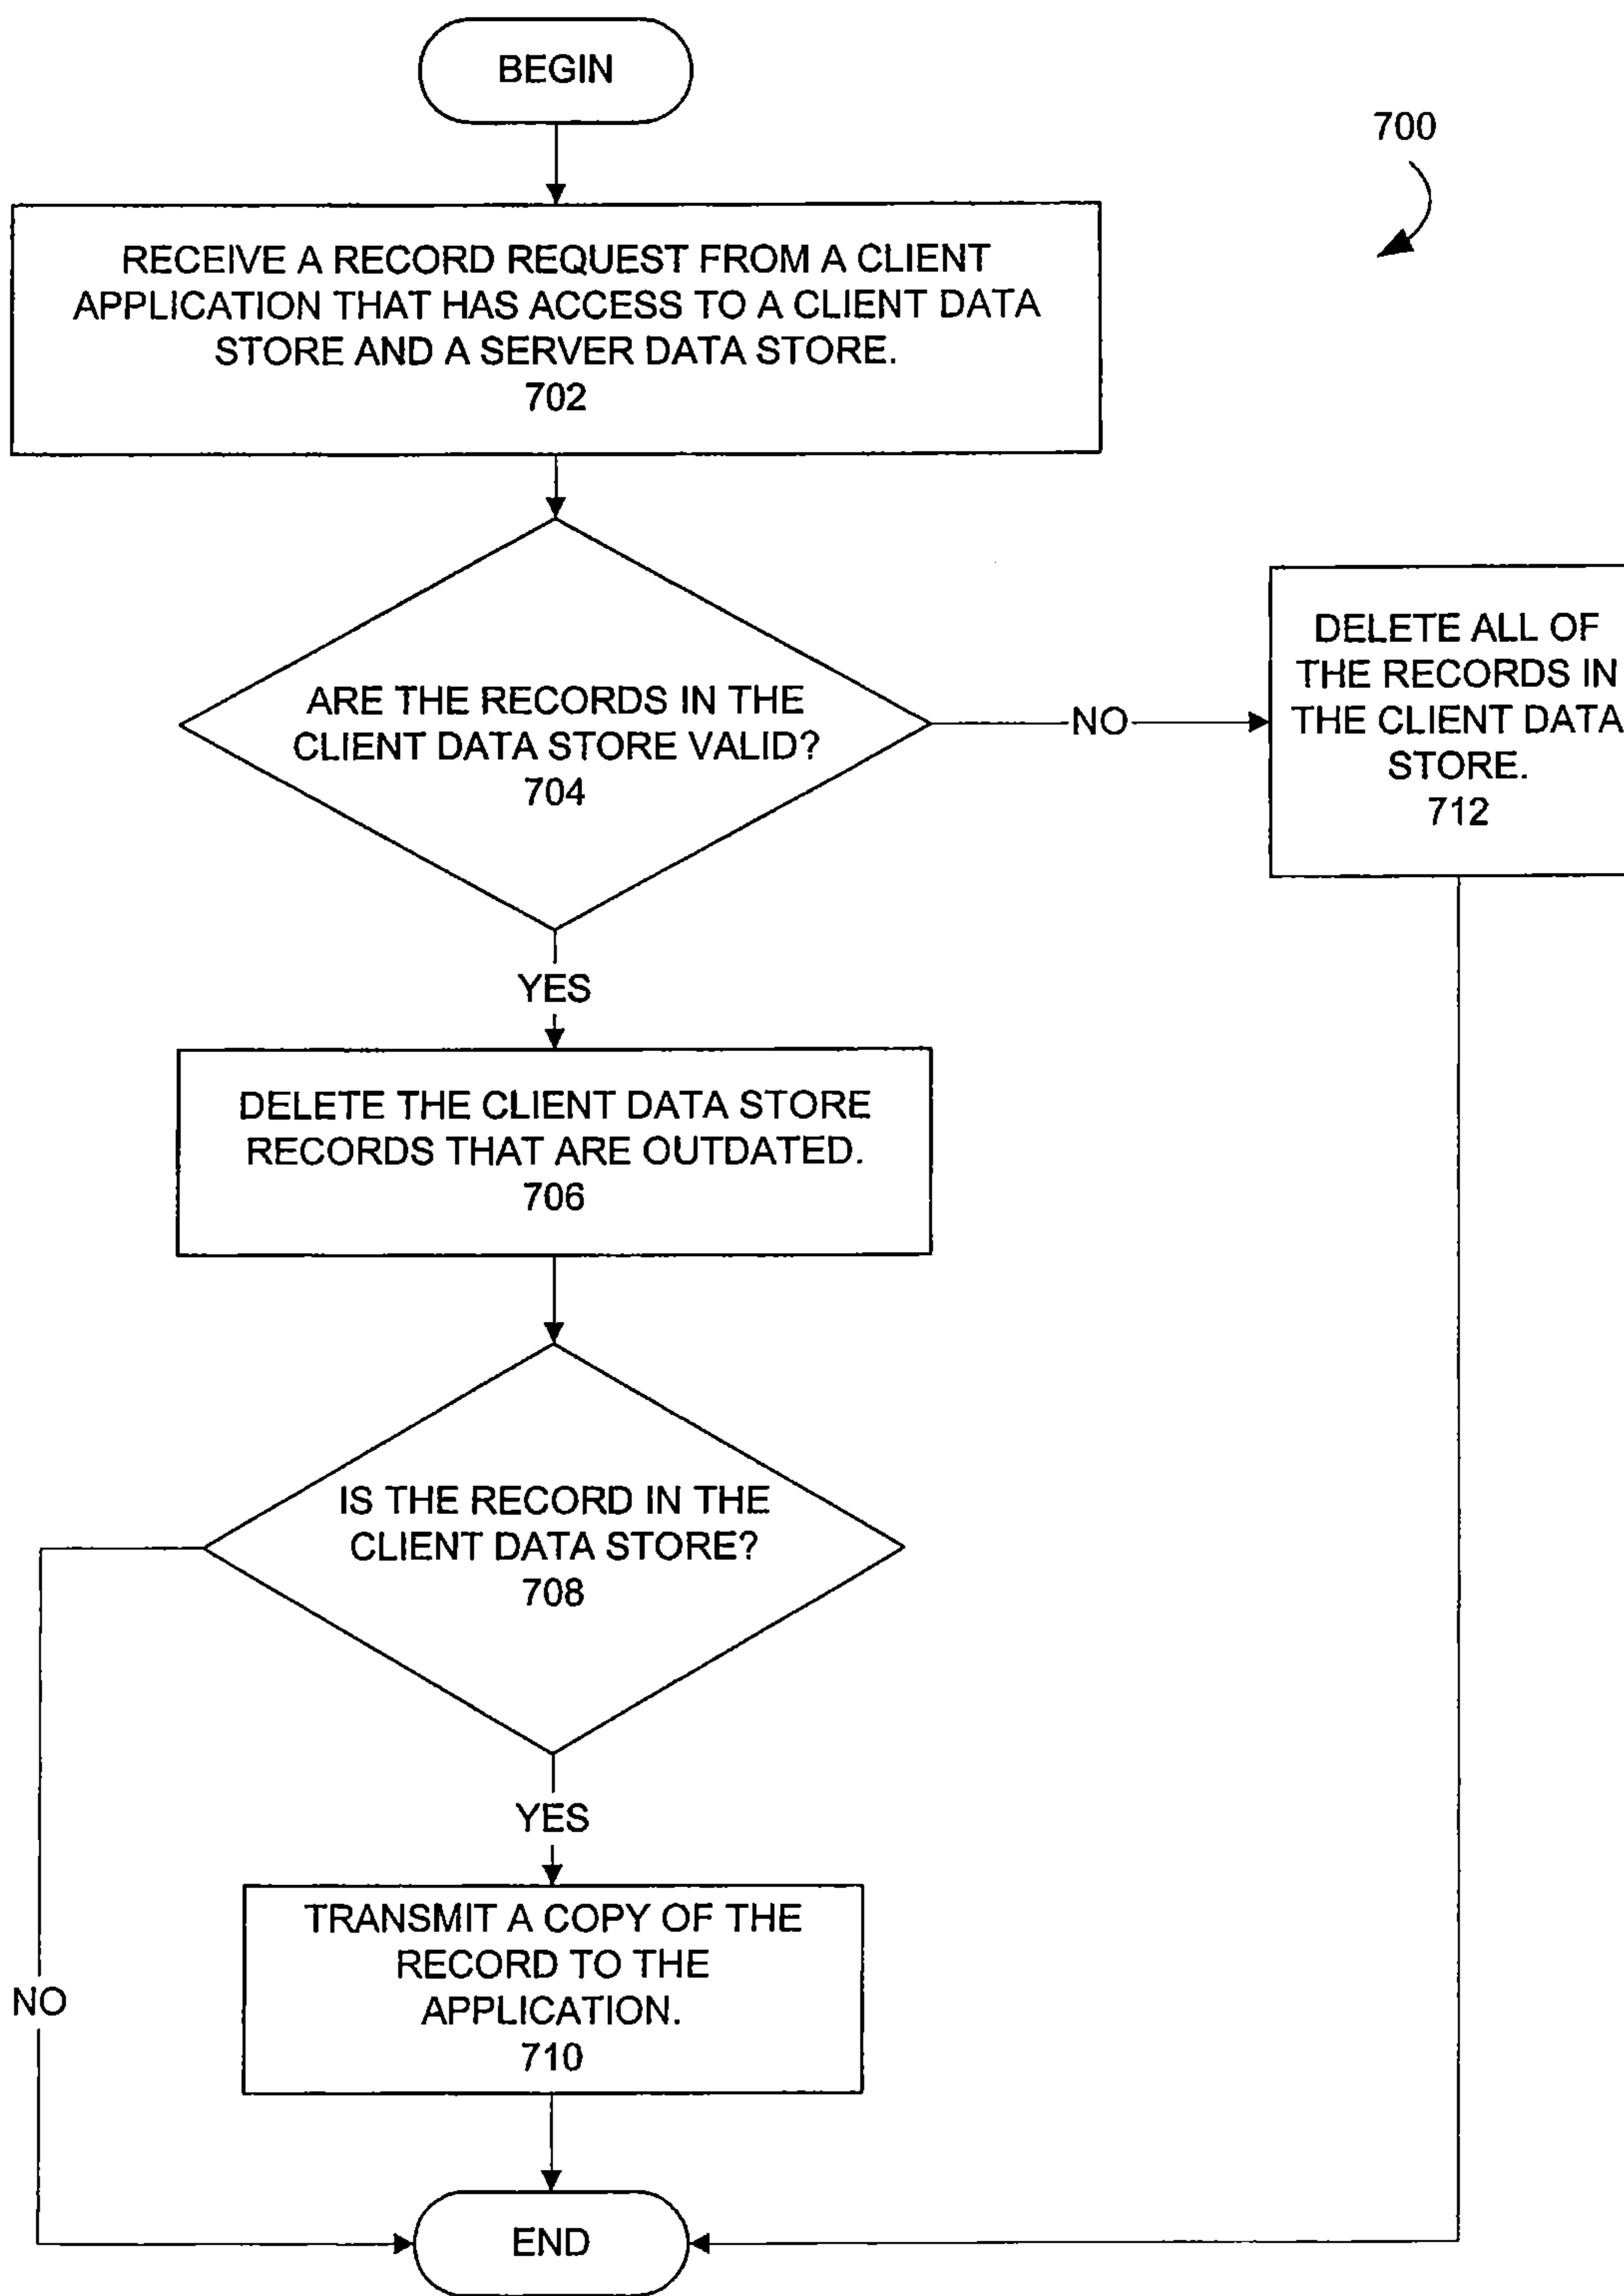 BEGIN
700
RECEIVE A RECORD REQUEST FROM A CLIENT
APPLICATION THAT HAS ACCESS TO A CLIENT DATA
STORE AND A SERVER DATA STORE.
702
ARE THE RECORDS IN THE
CLIENT DATA STORE VALID?
704
NO
DELETE ALL OF
THE RECORDS IN
THE CLIENT DATA
STORE.
712
YES
DELETE THE CLIENT DATA STORE
RECORDS THAT ARE OUTDATED.
706
IS THE RECORD IN THE
CLIENT DATA STORE?
708
YES
TRANSMIT A COPY OF THE
RECORD TO THE
APPLICATION.
710
NO
END